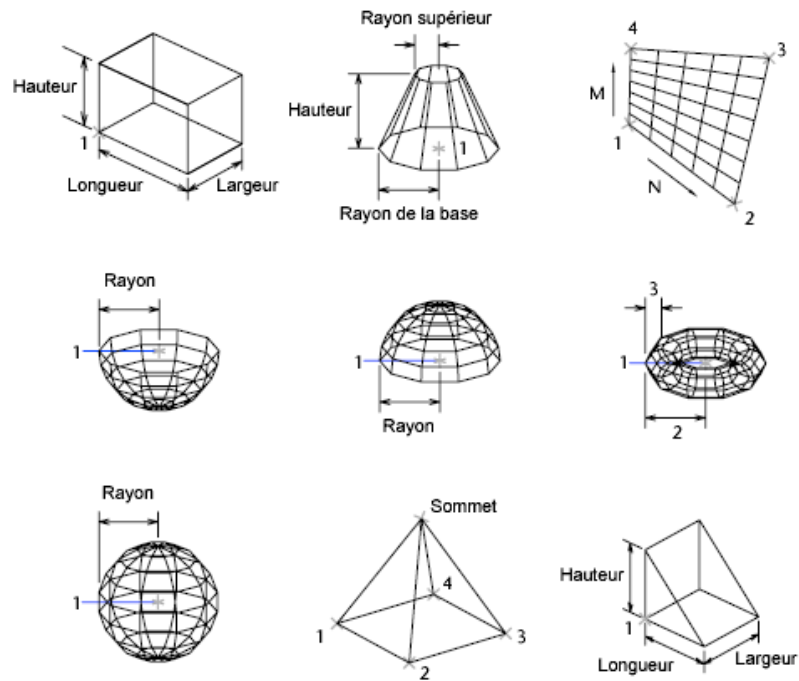 Hauteur
1
Longueur
Largeur
Rayon supérieur
Hauteur
1
Rayon de la base
4
3
M
1
N
2
Rayon
1
1
Rayon
3
1
2
Rayon
1
Sommet
4
1
3
2
Hauteur
1
Longueur
Largeur